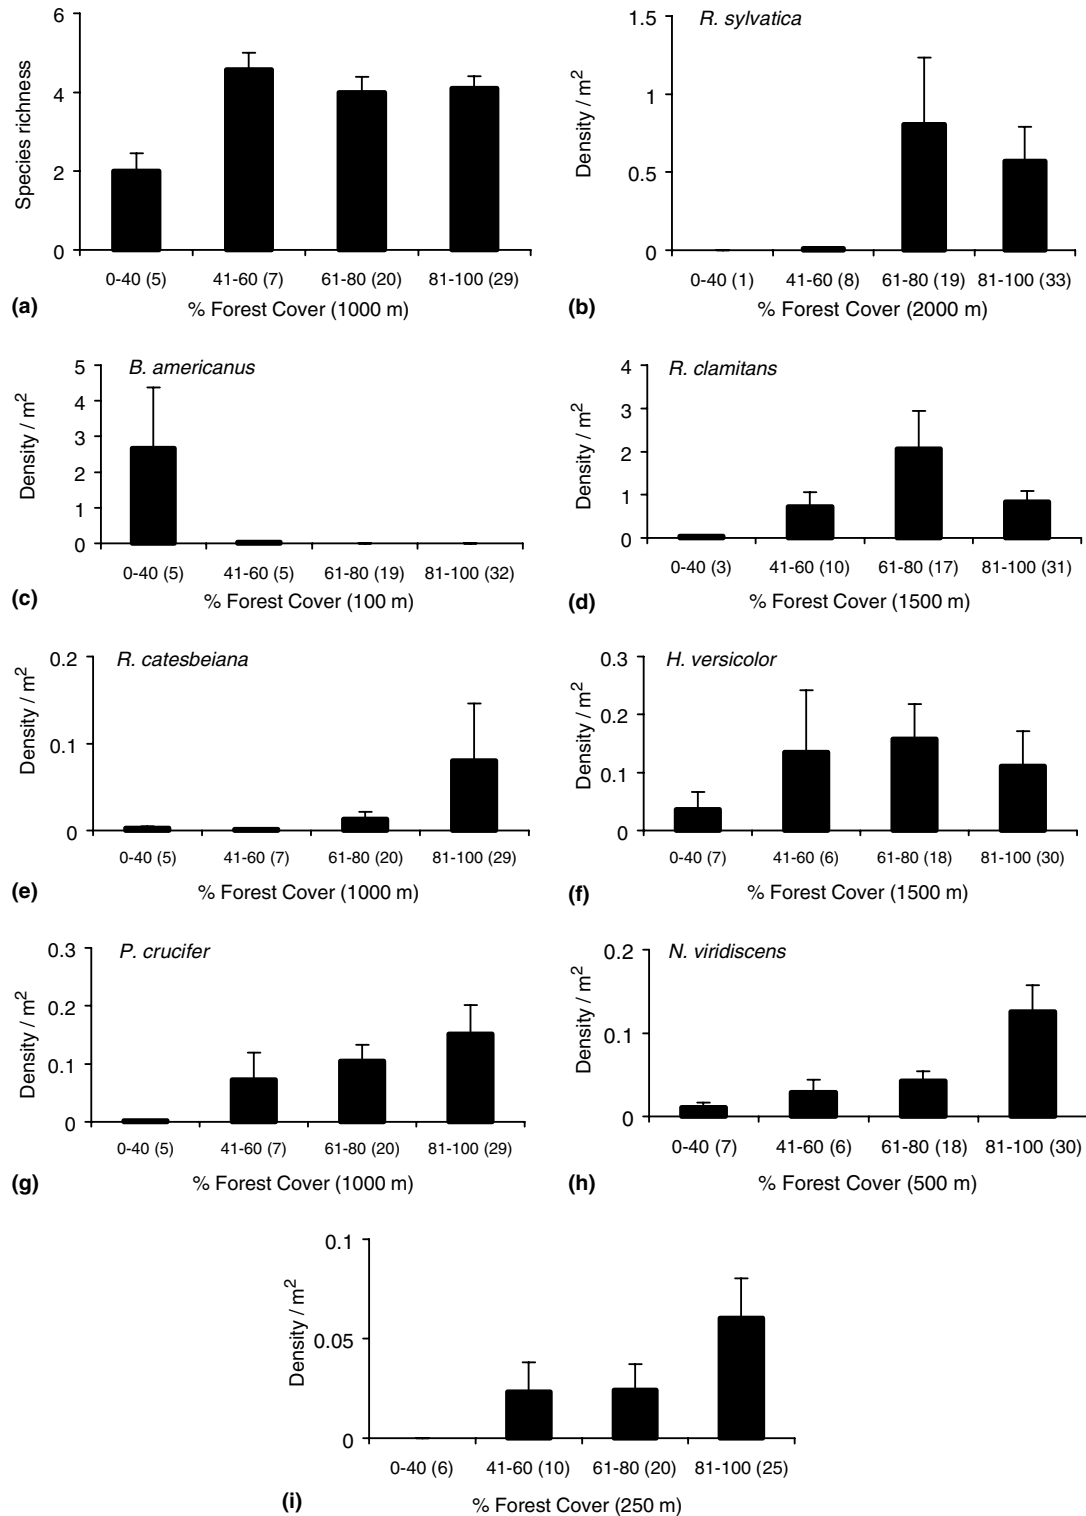 6
4
2
0
Species richness
0-40 (5) 41-60 (7) 61-80 (20) 81-100 (29)
(a) % Forest Cover (1000 m)
R. sylvatica
1.5
1
0.5
0
Density / m²
0-40 (1) 41-60 (8) 61-80 (19) 81-100 (33)
(b) % Forest Cover (2000 m)
B. americanus
5
4
3
2
1
0
Density / m²
0-40 (5) 41-60 (5) 61-80 (19) 81-100 (32)
(c) % Forest Cover (100 m)
R. clamitans
4
3
2
1
0
Density / m²
0-40 (3) 41-60 (10) 61-80 (17) 81-100 (31)
(d) % Forest Cover (1500 m)
R. catesbeiana
0.2
0.1
0
Density / m²
0-40 (5) 41-60 (7) 61-80 (20) 81-100 (29)
(e) % Forest Cover (1000 m)
H. versicolor
0.3
0.2
0.1
0
Density / m²
0-40 (7) 41-60 (6) 61-80 (18) 81-100 (30)
(f) % Forest Cover (1500 m)
P. crucifer
0.3
0.2
0.1
0
Density / m²
0-40 (5) 41-60 (7) 61-80 (20) 81-100 (29)
(g) % Forest Cover (1000 m)
N. viridiscens
0.2
0.1
0
Density / m²
0-40 (7) 41-60 (6) 61-80 (18) 81-100 (30)
(h) % Forest Cover (500 m)
0.1
0.05
0
Density / m²
0-40 (6) 41-60 (10) 61-80 (20) 81-100 (25)
(i) % Forest Cover (250 m)